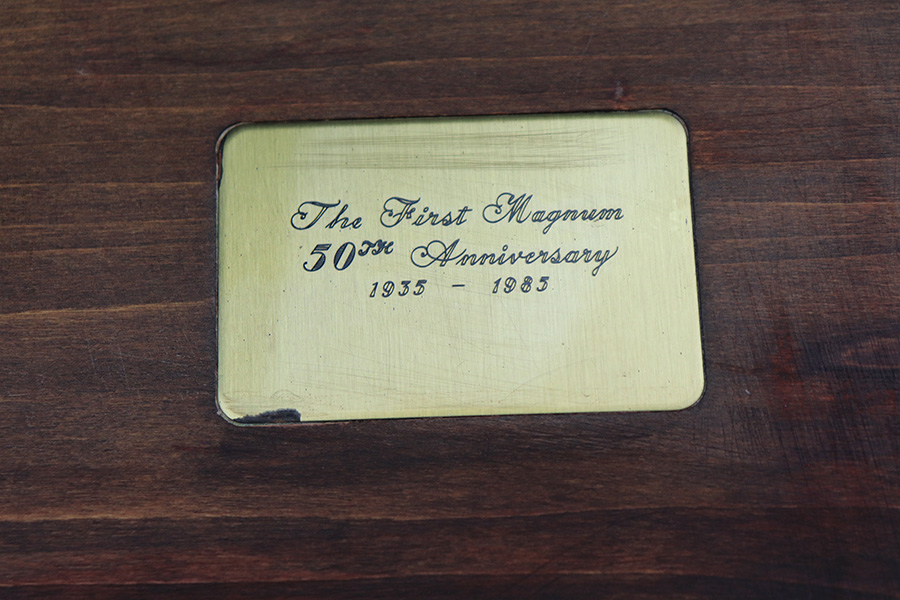 The First Magnum
50TH Anniversary
1935 - 1985